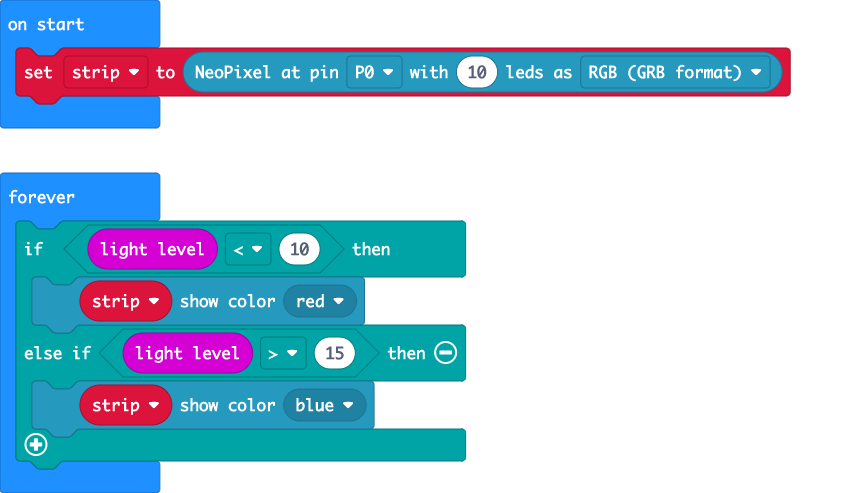 on start
set strip to NeoPixel at pin P0 with 10 leds as RGB (GRB format)
forever
if light level < 10 then
strip show color red
else if light level > 15 then
strip show color blue